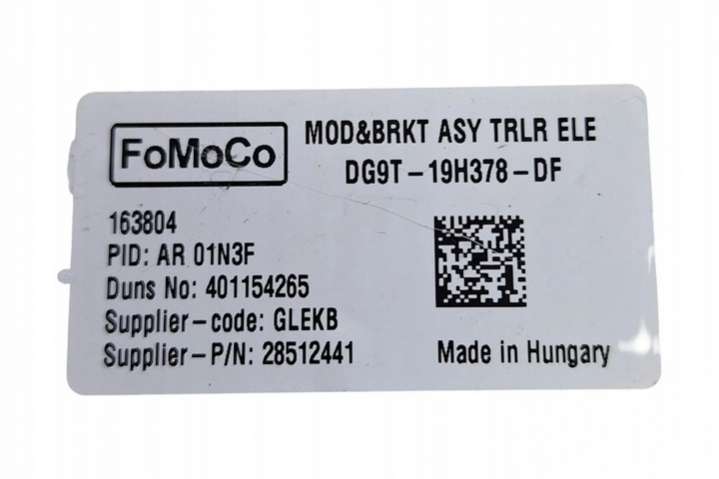 FoMoCo
MOD&BRKT ASY TRLR ELE
DG9T-19H378-DF
163804
PID: AR 01N3F
Duns No: 401154265
Supplier-code: GLEKB
Supplier-P/N: 28512441
Made in Hungary